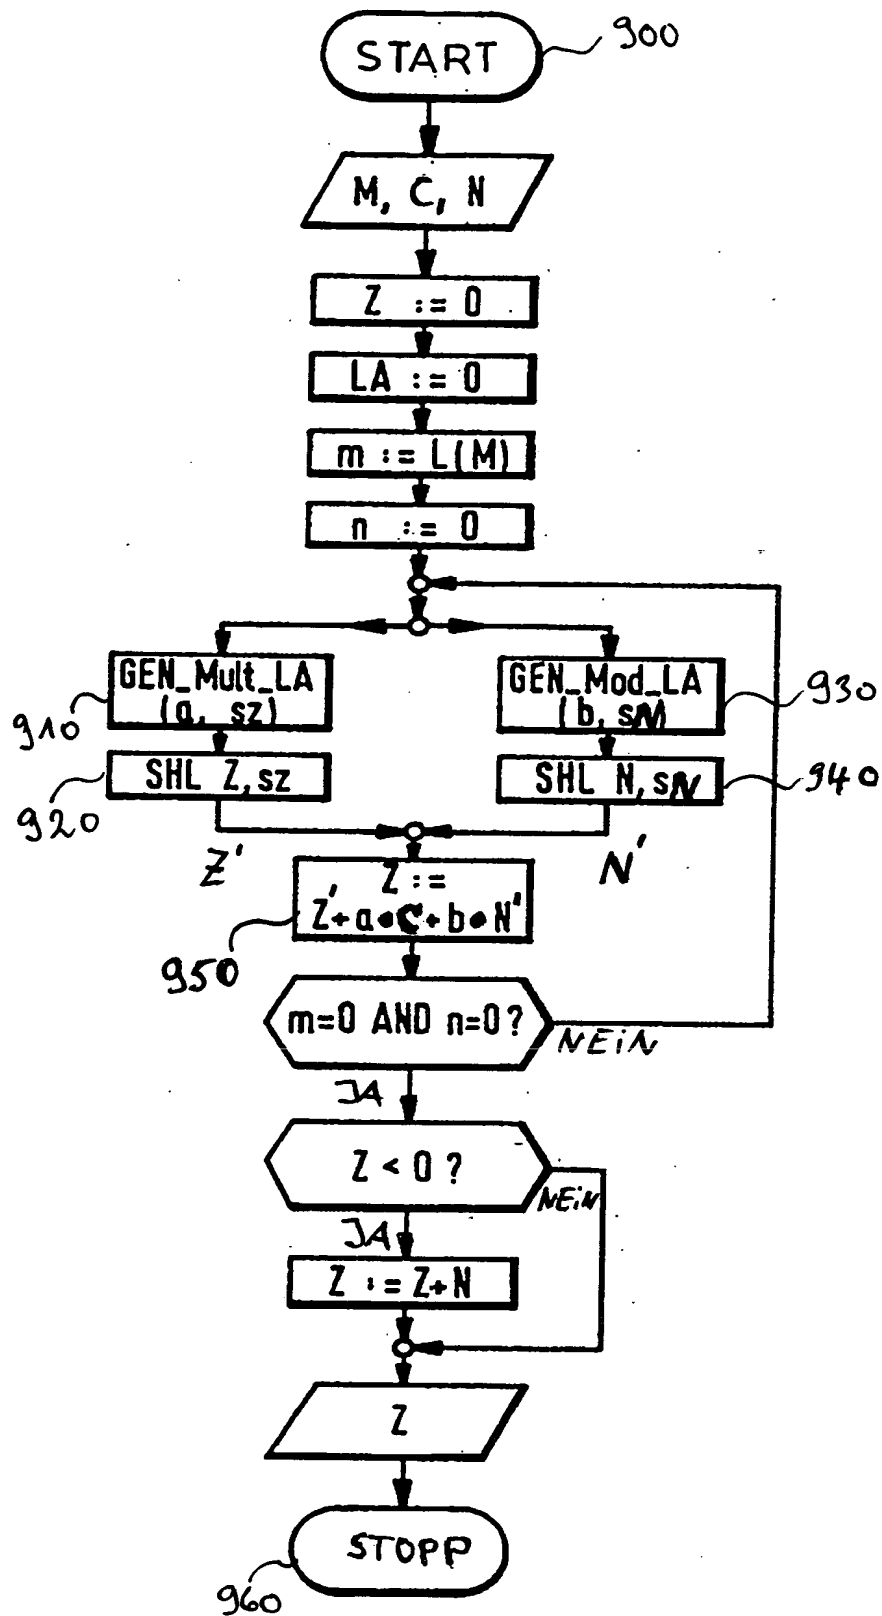 START
900
M, C, N
Z := 0
LA := 0
m := L(M)
n := 0
GEN_Mult_LA
(a, sz)
910
SHL Z, sz
920
GEN_Mod_LA
(b, sN)
930
SHL N, sN
940
Z'
N'
Z :=
Z'+a•C+b•N'
950
m=0 AND n=0?
NEiN
JA
Z < 0?
NEiN
JA
Z := Z+N
Z
STOPP
960